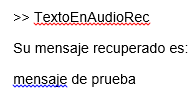 >> TextoEnAudioRec
Su mensaje recuperado es:
mensaje de prueba